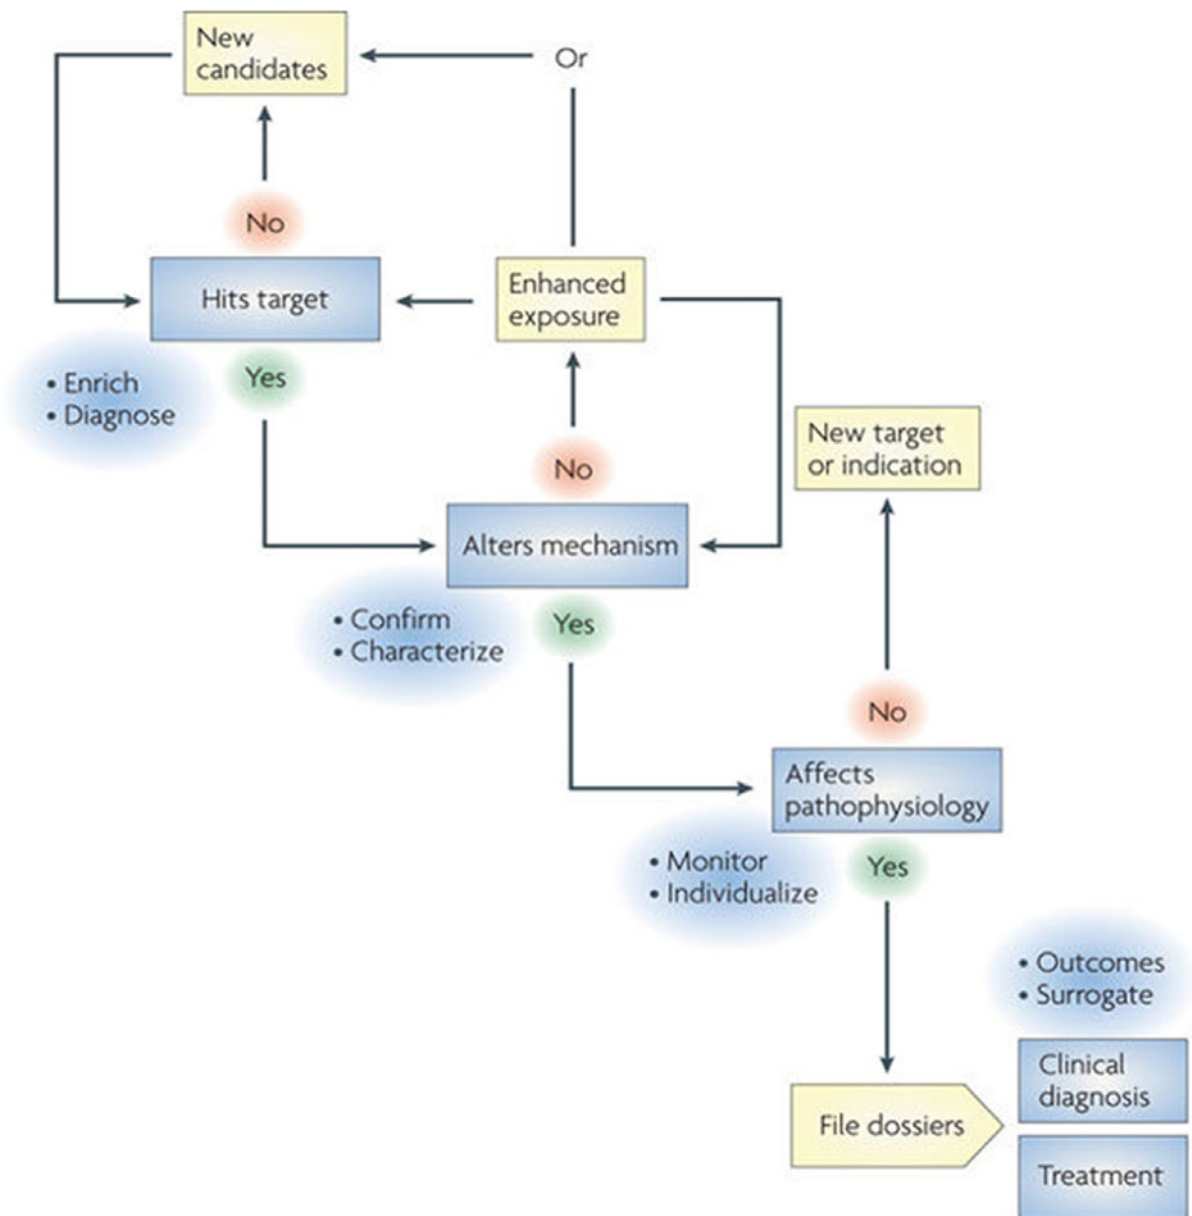 New
candidates
Or
No
Hits target
Enhanced
exposure
• Enrich
• Diagnose
Yes
No
New target
or indication
Alters mechanism
• Confirm
• Characterize
Yes
No
Affects
pathophysiology
• Monitor
• Individualize
Yes
• Outcomes
• Surrogate
Clinical
diagnosis
File dossiers
Treatment